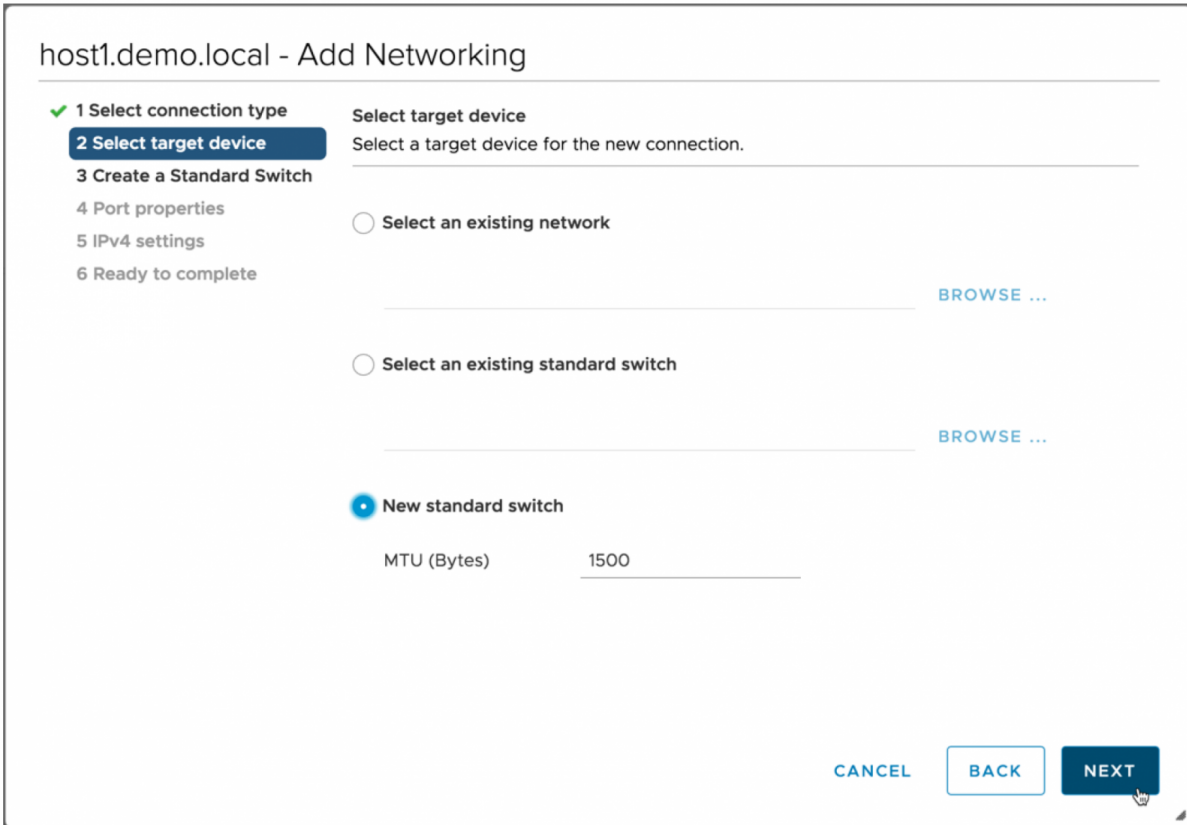 host1.demo.local - Add Networking
1 Select connection type
2 Select target device
3 Create a Standard Switch
4 Port properties
5 IPv4 settings
6 Ready to complete
Select target device
Select a target device for the new connection.
Select an existing network
BROWSE ...
Select an existing standard switch
BROWSE ...
New standard switch
MTU (Bytes) 1500
CANCEL BACK NEXT